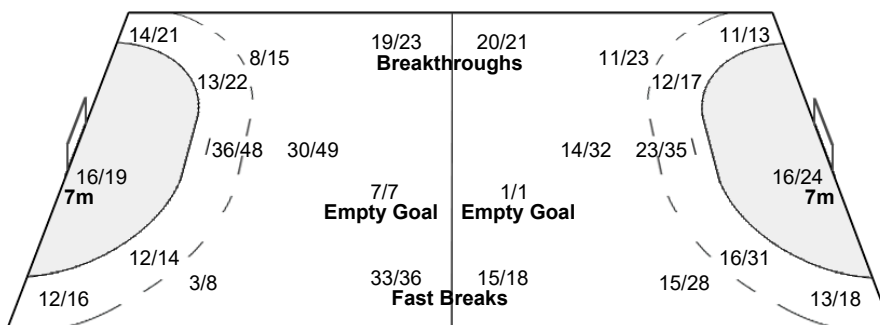 14/21 19/23 20/21 11/13
8/15 Breakthroughs 11/23
13/22 12/17
36/48 30/49 14/32 23/35
16/19 7/7 1/1 16/24
7m Empty Goal Empty Goal 7m
12/14 16/31
3/8 33/36 15/18 15/28
12/16 Fast Breaks 13/18